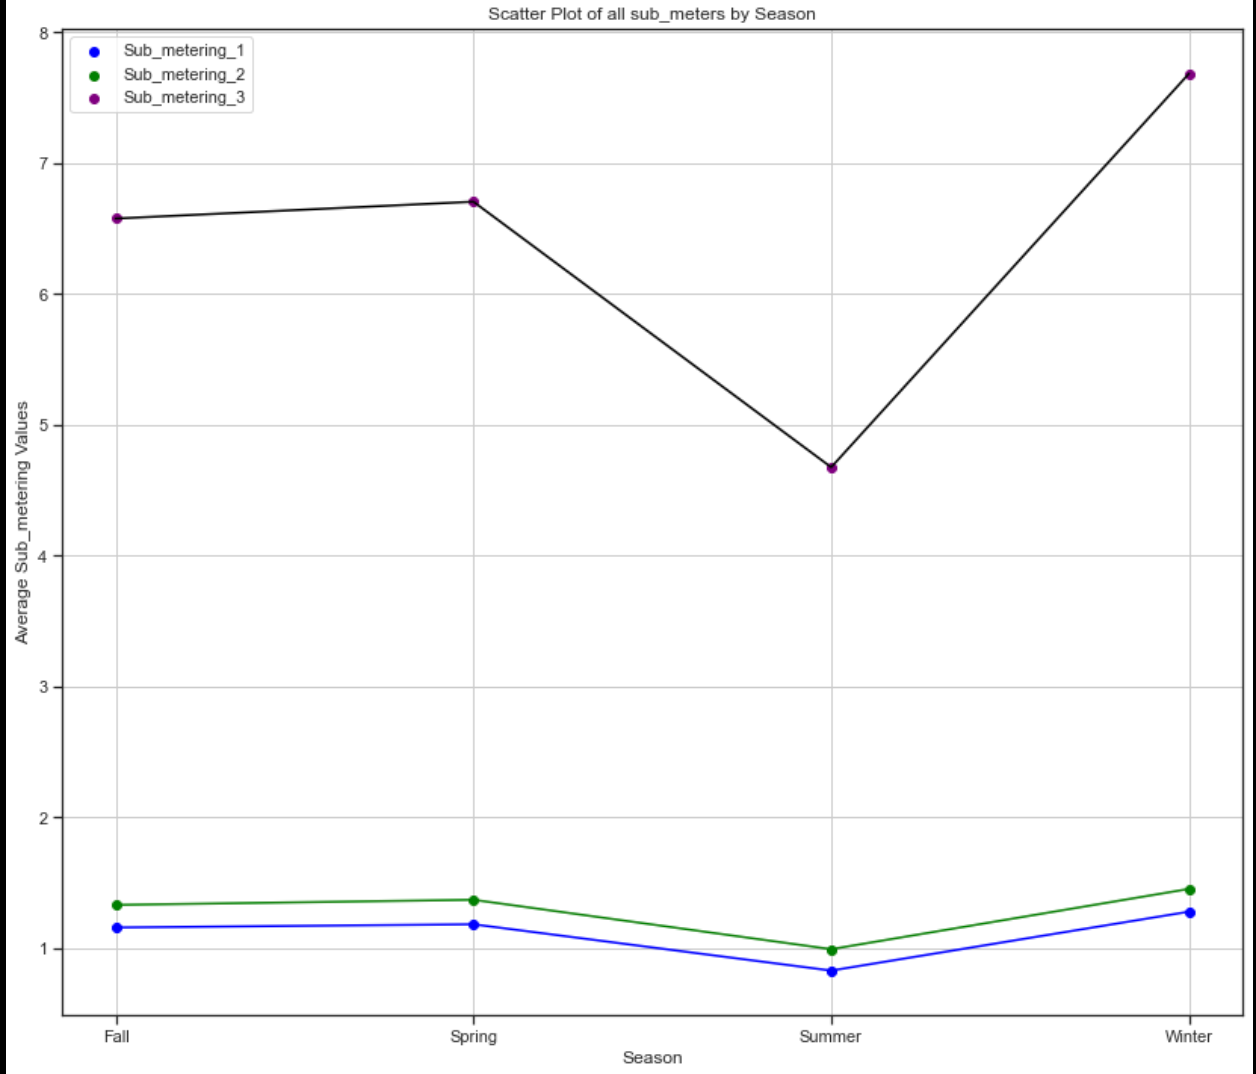 Scatter Plot of all sub_meters by Season
Sub_metering_1
Sub_metering_2
Sub_metering_3
8
7
6
5
4
3
2
1
Average Sub_metering Values
Fall Spring Summer Winter
Season